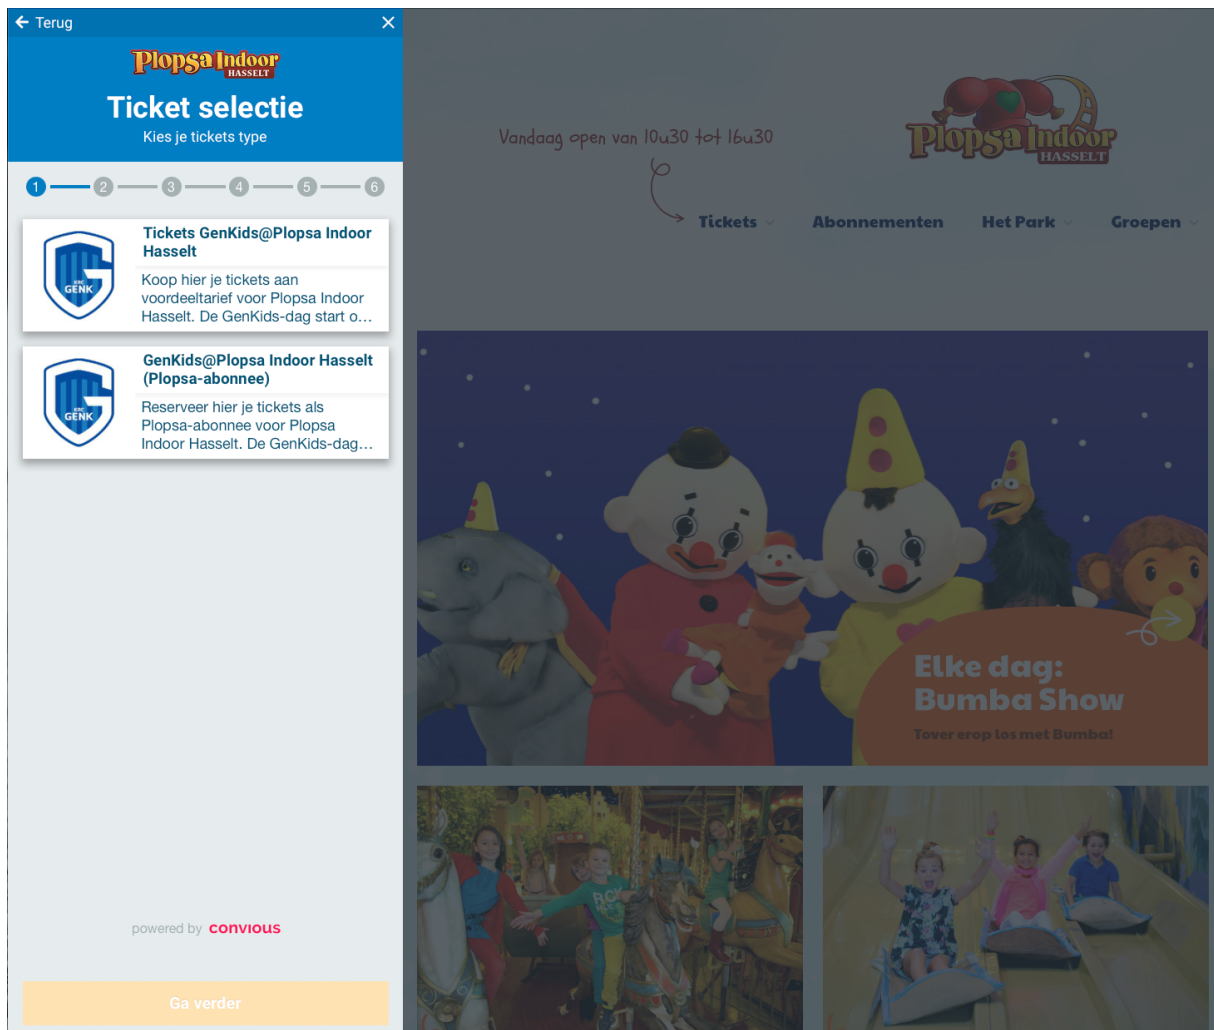 Terug
Plopsa Indoor
HASSELT
Ticket selectie
Kies je tickets type
1 2 3 4 5 6
KRC
GENK
Tickets GenKids@Plopsa Indoor
Hasselt
Koop hier je tickets aan
voordeeltarief voor Plopsa Indoor
Hasselt. De GenKids-dag start o...
KRC
GENK
GenKids@Plopsa Indoor Hasselt
(Plopsa-abonnee)
Reserveer hier je tickets als
Plopsa-abonnee voor Plopsa
Indoor Hasselt. De GenKids-dag...
powered by convious
Ga verder
Vandaag open van 10u30 tot 16u30
Plopsa Indoor
HASSELT
Tickets Abonnementen Het Park Groepen
Elke dag:
Bumba Show
Tover erop los met Bumba!